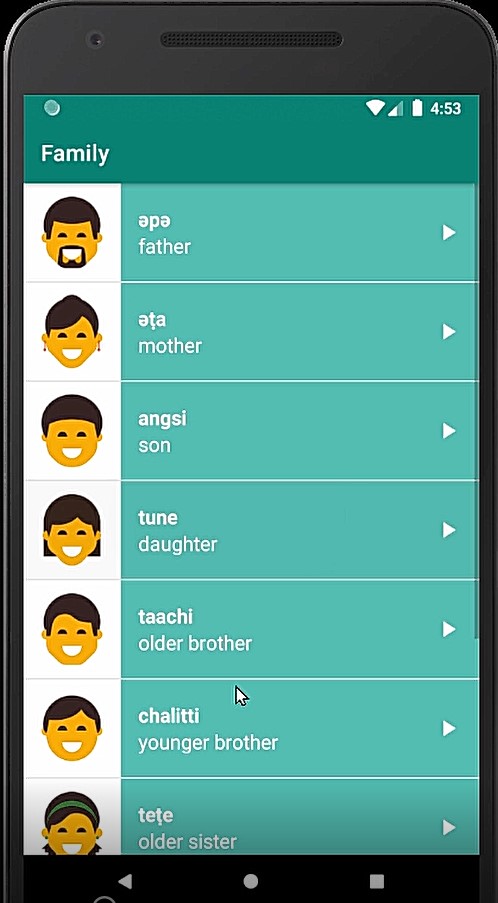 4:53
Family
əpə
father
əṭa
mother
angsi
son
tune
daughter
taachi
older brother
chalitti
younger brother
teṭe
older sister